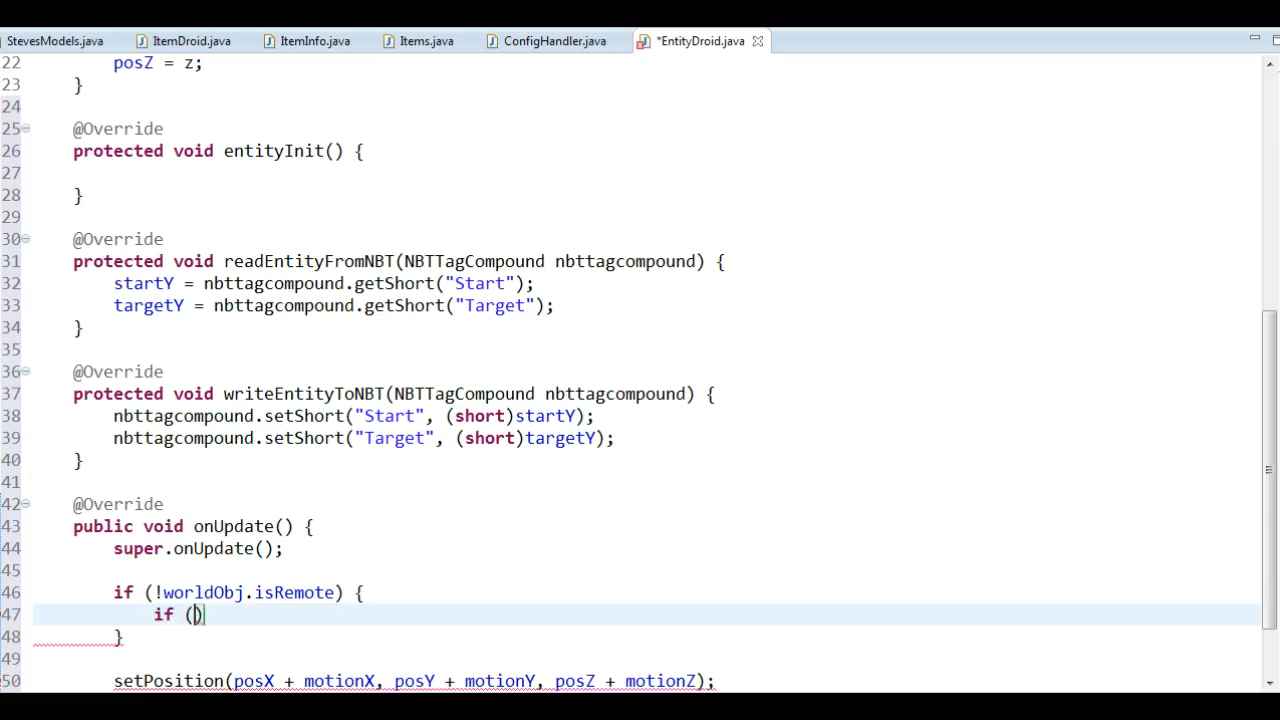 StevesModels.java ItemDroid.java ItemInfo.java Items.java ConfigHandler.java *EntityDroid.java
22 posZ = z;
23 }
24
25 @Override
26 protected void entityInit() {
27
28 }
29
30 @Override
31 protected void readEntityFromNBT(NBTTagCompound nbttagcompound) {
32 startY = nbttagcompound.getShort("Start");
33 targetY = nbttagcompound.getShort("Target");
34 }
35
36 @Override
37 protected void writeEntityToNBT(NBTTagCompound nbttagcompound) {
38 nbttagcompound.setShort("Start", (short)startY);
39 nbttagcompound.setShort("Target", (short)targetY);
40 }
41
42 @Override
43 public void onUpdate() {
44 super.onUpdate();
45
46 if (!worldObj.isRemote) {
47 if ()
48 }
49
50 setPosition(posX + motionX, posY + motionY, posZ + motionZ);